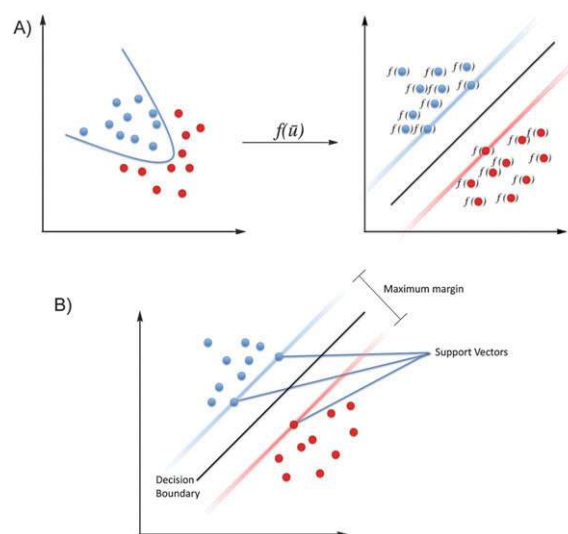 A)
f(ū)
f( ) f( ) f( )
f( ) f( )
f( )
f( )
f( ) f( )
f( ) f( ) f( )
f( ) f( )
f( ) f( )
f( ) f( )
B)
Maximum margin
Support Vectors
Decision
Boundary